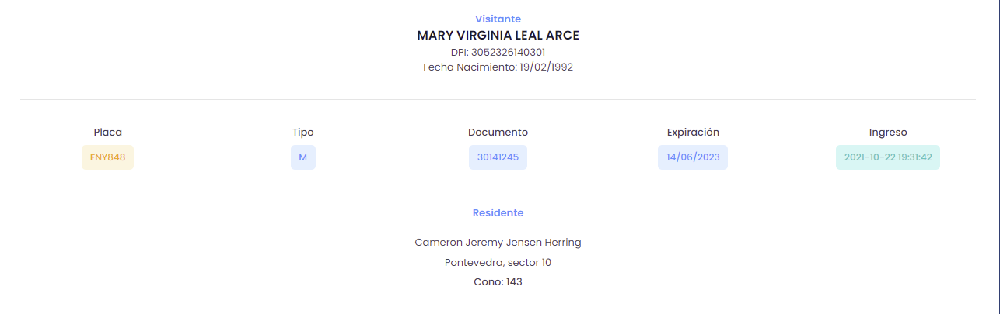 Visitante
MARY VIRGINIA LEAL ARCE
DPI: 3052326140301
Fecha Nacimiento: 19/02/1992
Placa Tipo Documento Expiración Ingreso
FNY848 M 30141245 14/06/2023 2021-10-22 19:31:42
Residente
Cameron Jeremy Jensen Herring
Pontevedra, sector 10
Cono: 143